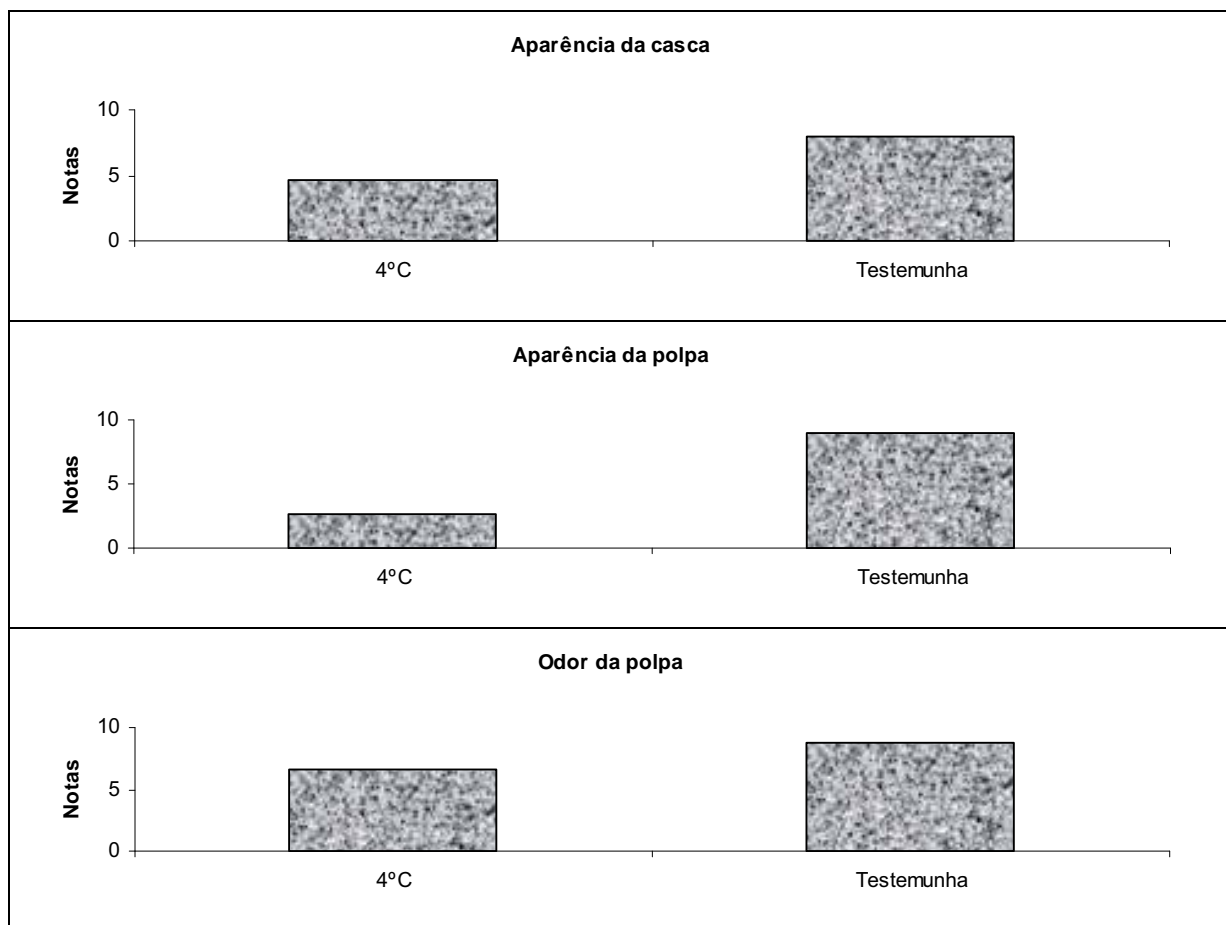 Aparência da casca
10
5
0
Notas
4ºC Testemunha
Aparência da polpa
10
5
0
Notas
4ºC Testemunha
Odor da polpa
10
5
0
Notas
4ºC Testemunha